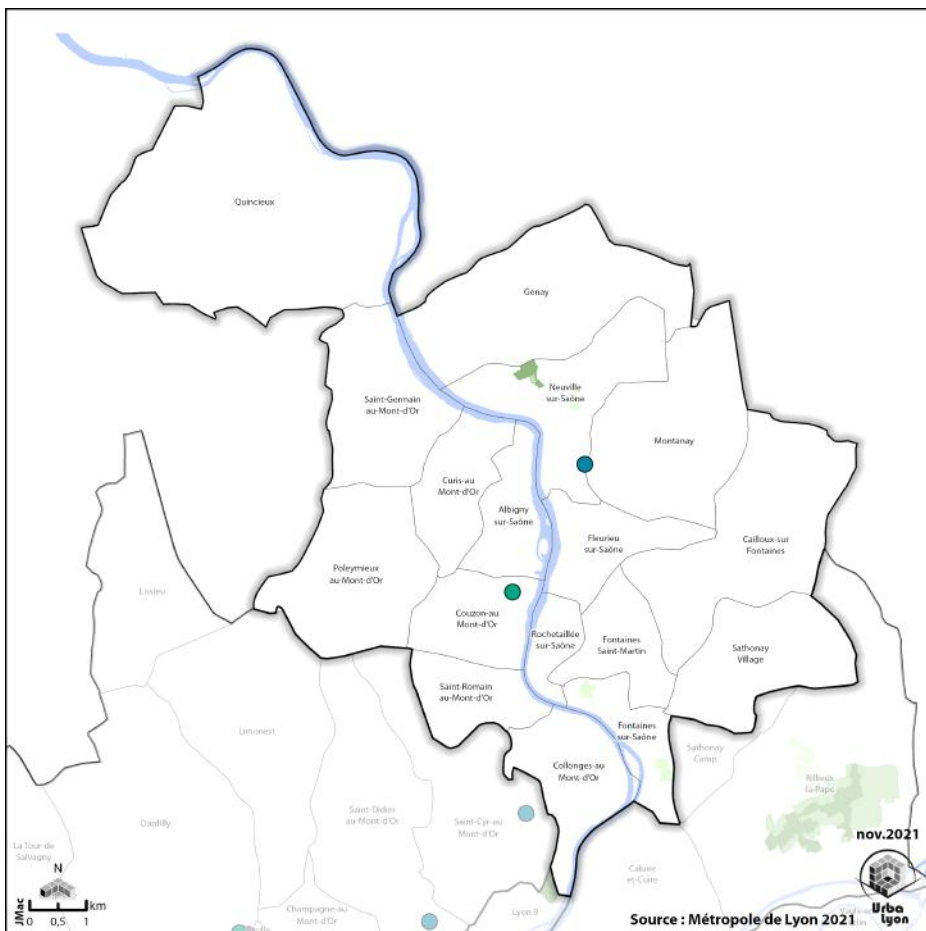 Quincieux
Genay
Neuville
sur-Saône
Saint-Germain
au-Mont-d'Or
Montanay
Curis-au
Mont-d'Or
Albigny
sur-Saône
Fleurieu
sur-Saône
Cailloux-sur
Fontaines
Poleymieux
au-Mont-d'Or
Lissieu
Couzon-au
Mont-d'Or
Rochetaillée
sur-Saône
Fontaines
Saint-Martin
Sathonay
Village
Saint-Romain
au-Mont-d'Or
Limonest
Fontaines
sur-Saône
Sathonay
Camp
Collonges-au
Mont-d'Or
Rillieux
la-Pape
Saint-Didier
au-Mont-d'Or
Saint-Cyr-au
Mont-d'Or
Dardilly
La Tour-de
Salvagny
nov.2021
Caluire
et-Cuire
N
JMac
0 0,5 1 km
Champagne-au
Mont-d'Or
Lyon 9
Source : Métropole de Lyon 2021
Urba
Lyon